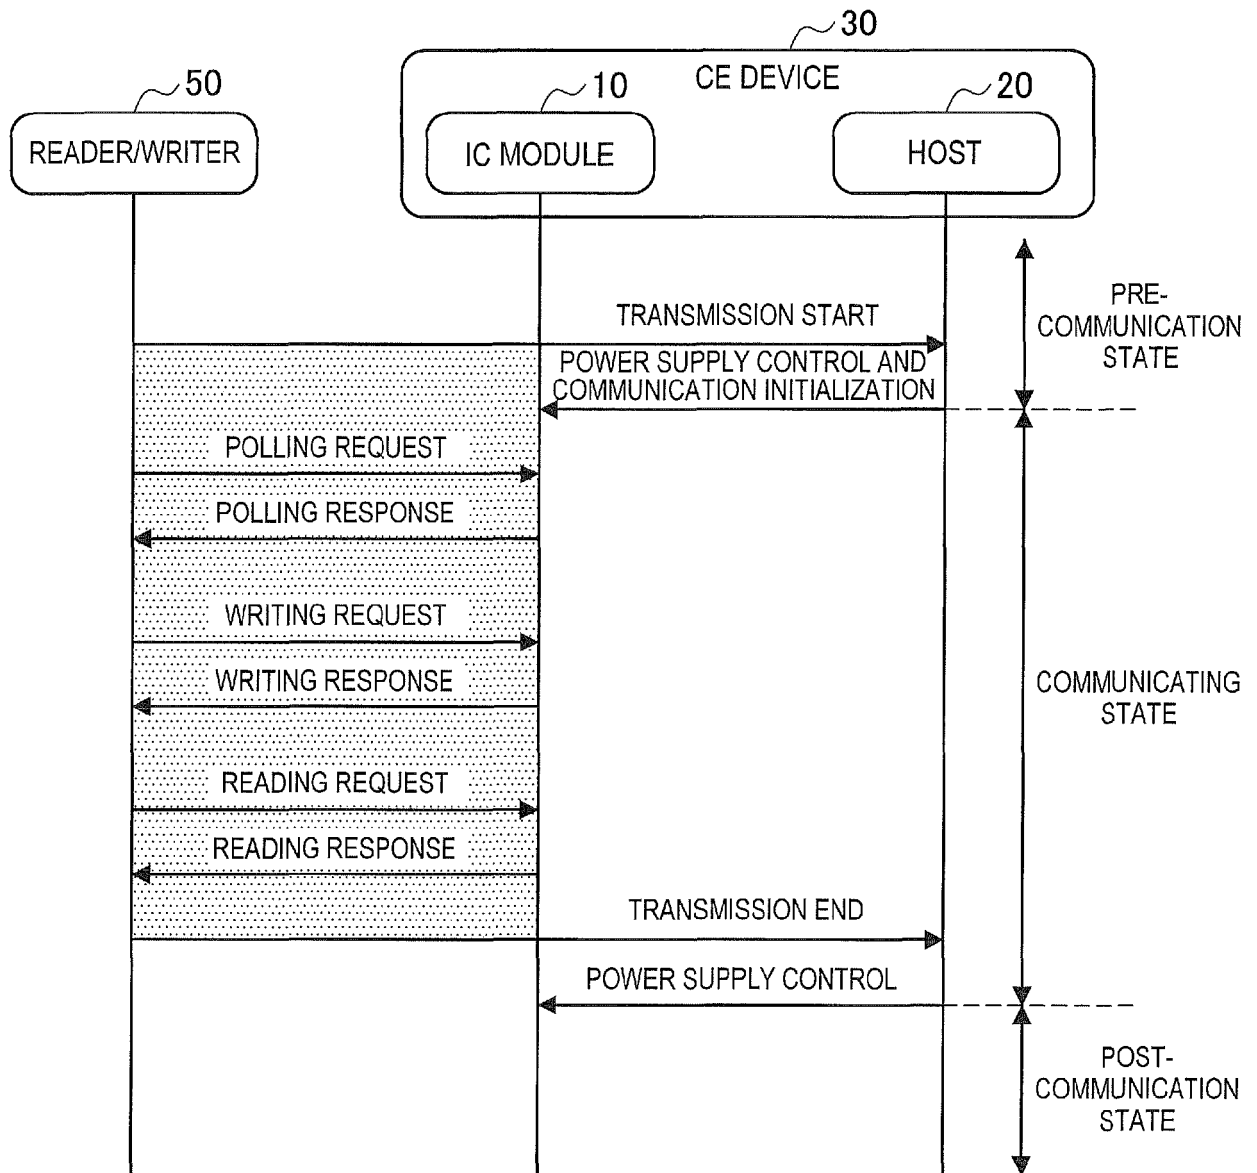 30
CE DEVICE
50
10
20
READER/WRITER
IC MODULE
HOST
TRANSMISSION START
PRE-
COMMUNICATION
STATE
POWER SUPPLY CONTROL AND
COMMUNICATION INITIALIZATION
POLLING REQUEST
POLLING RESPONSE
WRITING REQUEST
WRITING RESPONSE
COMMUNICATING
STATE
READING REQUEST
READING RESPONSE
TRANSMISSION END
POWER SUPPLY CONTROL
POST-
COMMUNICATION
STATE